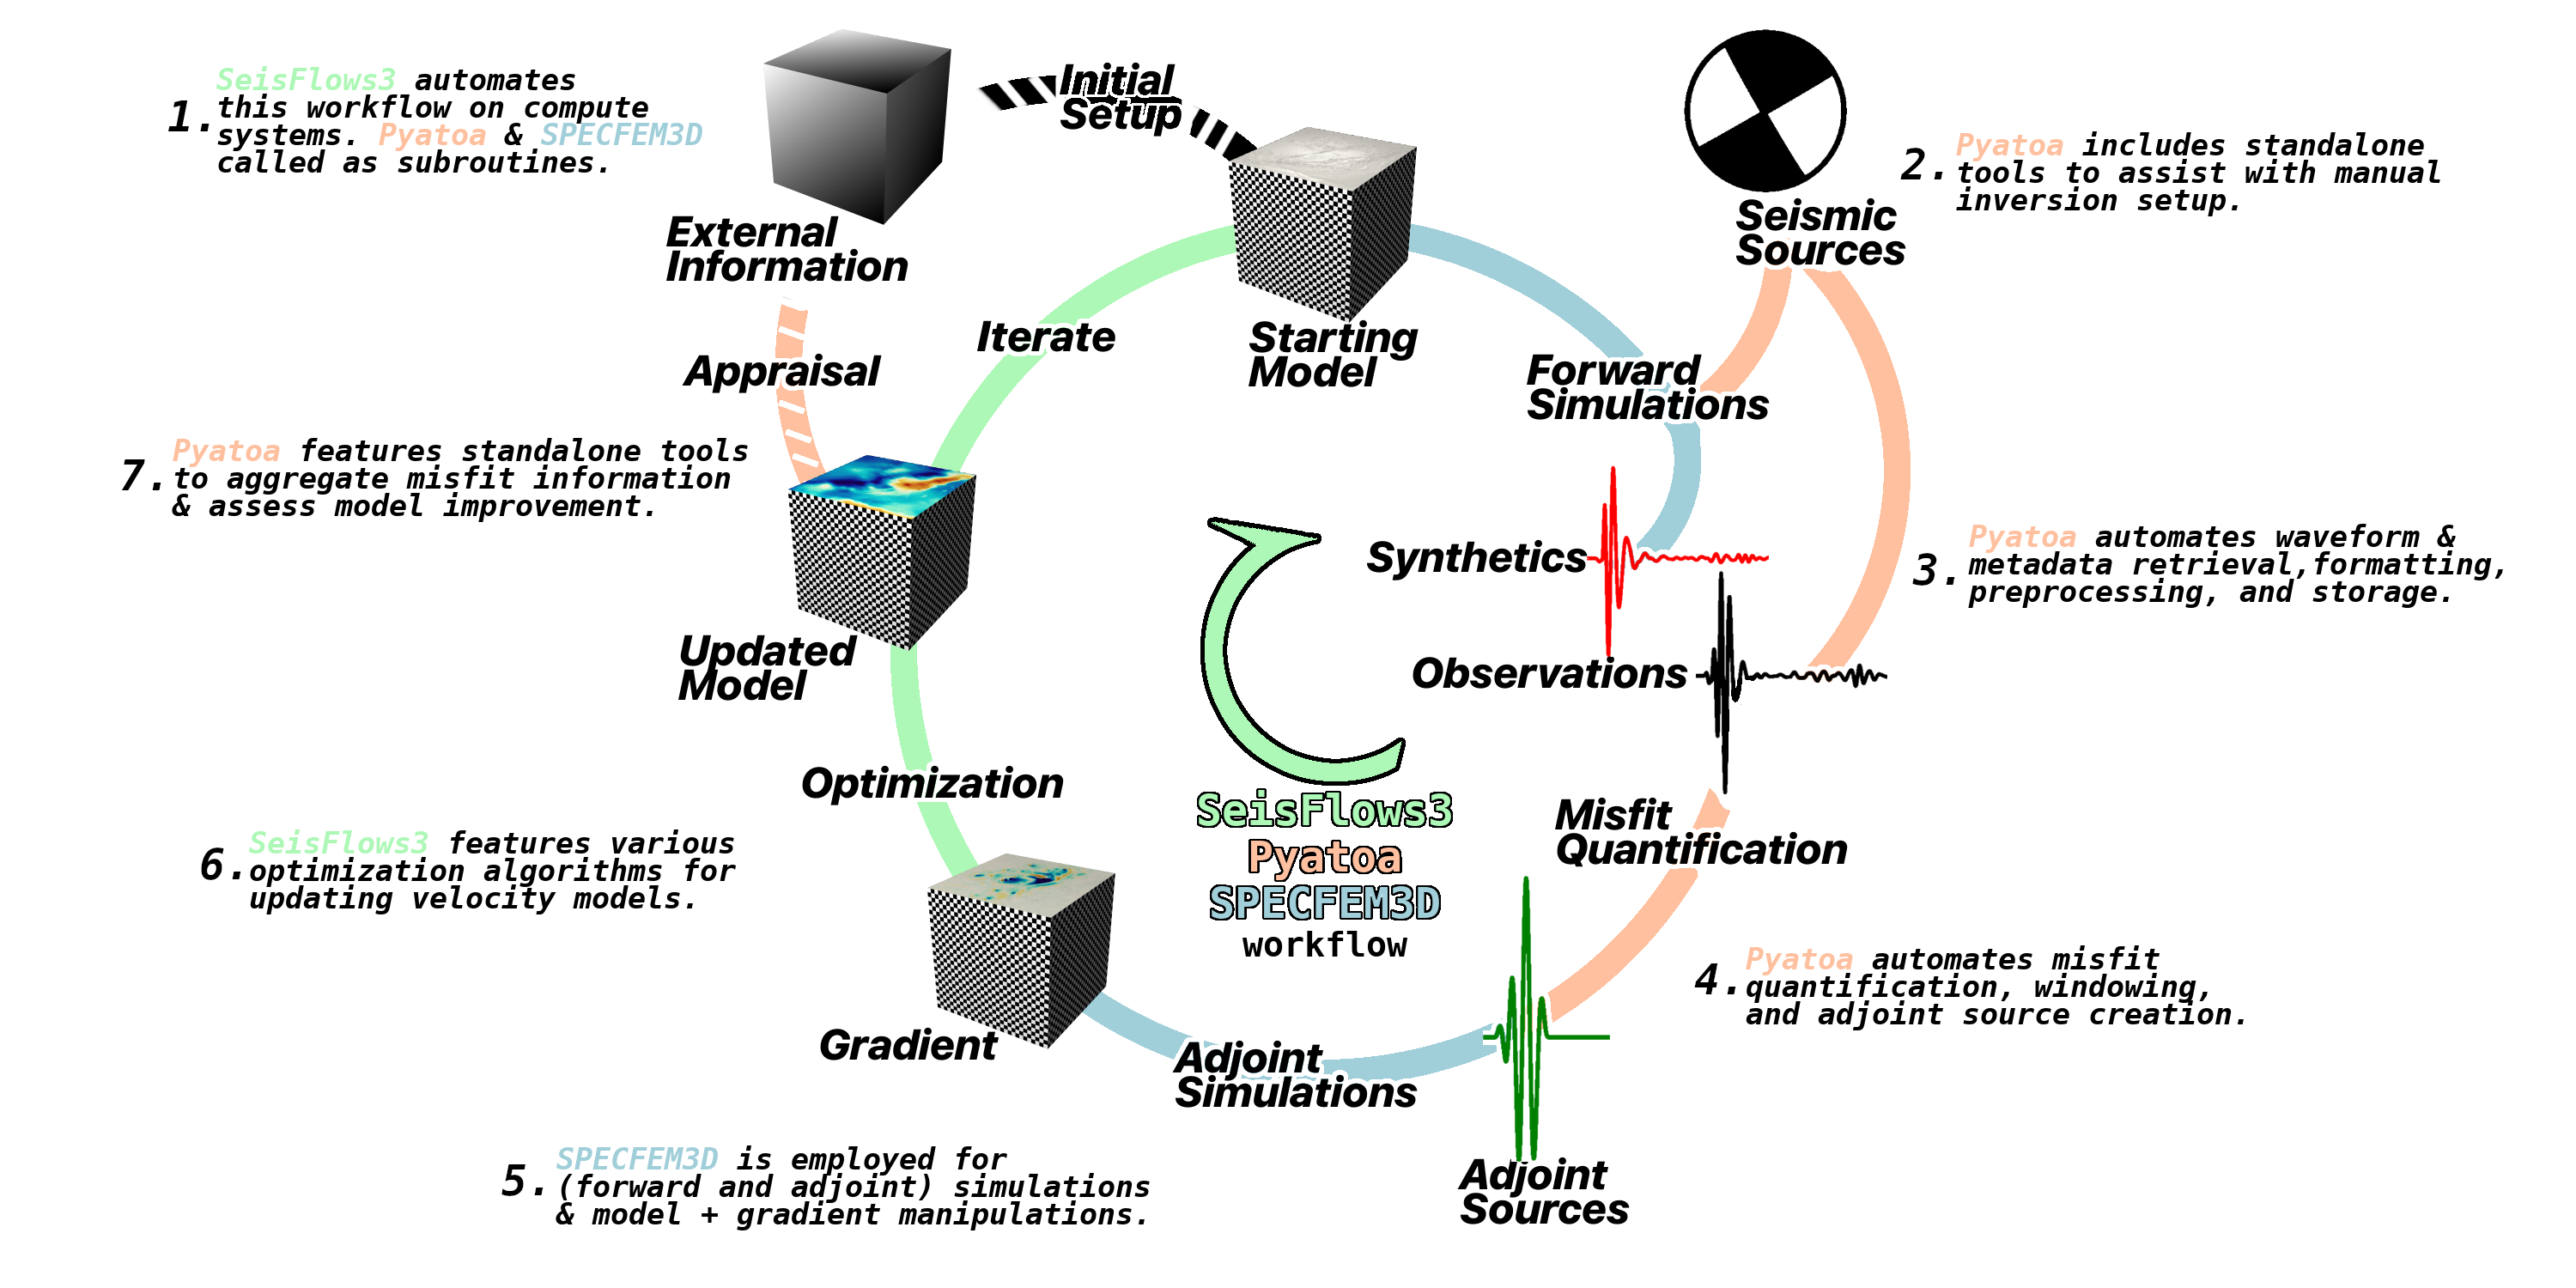 1. SeisFlows3 automates
this workflow on compute
systems. Pyatoa & SPECFEM3D
called as subroutines.
External
Information
Initial
Setup
Starting
Model
Seismic
Sources
2. Pyatoa includes standalone
tools to assist with manual
inversion setup.
Iterate
Appraisal
Forward
Simulations
7. Pyatoa features standalone tools
to aggregate misfit information
& assess model improvement.
Synthetics
3. Pyatoa automates waveform &
metadata retrieval,formatting,
preprocessing, and storage.
Updated
Model
Observations
Optimization
SeisFlows3
Pyatoa
SPECFEM3D
workflow
Misfit
Quantification
6. SeisFlows3 features various
optimization algorithms for
updating velocity models.
4. Pyatoa automates misfit
quantification, windowing,
and adjoint source creation.
Gradient
Adjoint
Simulations
5. SPECFEM3D is employed for
(forward and adjoint) simulations
& model + gradient manipulations.
Adjoint
Sources